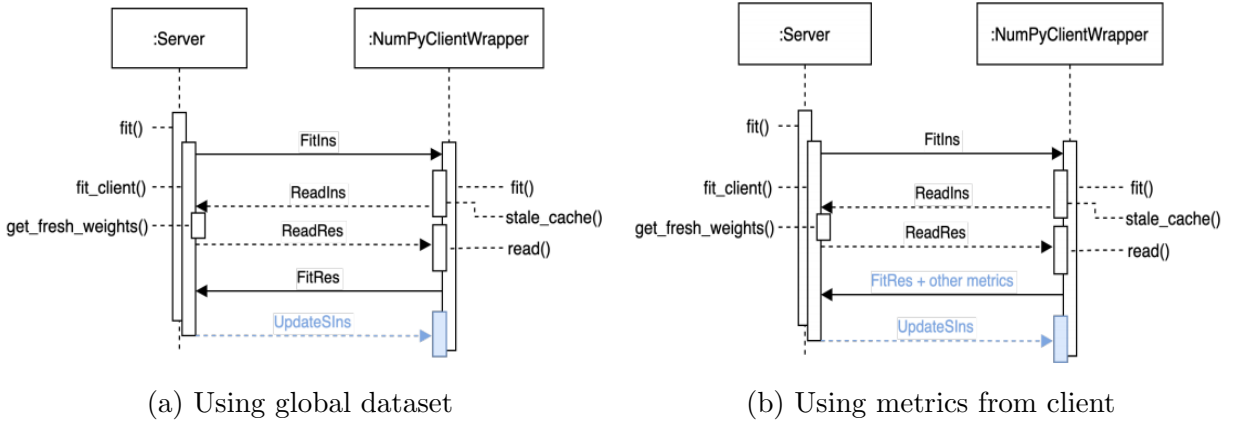 :Server
:NumPyClientWrapper
fit()
FitIns
fit_client()
ReadIns
fit()
stale_cache()
get_fresh_weights()
ReadRes
read()
FitRes
UpdateSIns
(a) Using global dataset
:Server
:NumPyClientWrapper
fit()
FitIns
fit_client()
ReadIns
fit()
stale_cache()
get_fresh_weights()
ReadRes
read()
FitRes + other metrics
UpdateSIns
(b) Using metrics from client